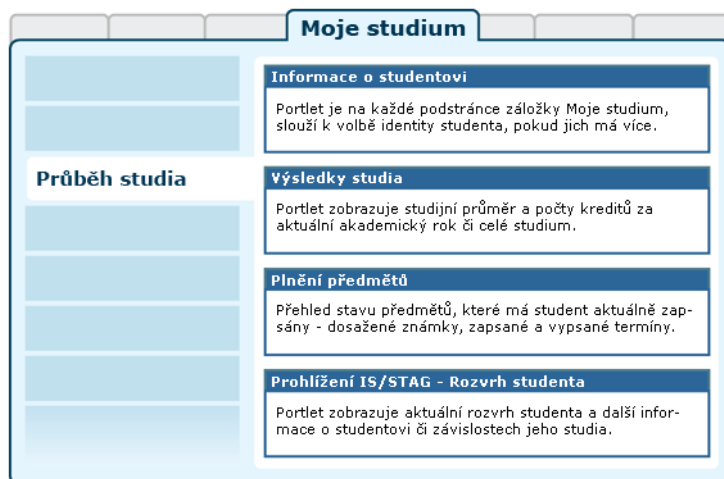 Moje studium
Průběh studia
Informace o studentovi
Portlet je na každé podstránce záložky Moje studium,
slouží k volbě identity studenta, pokud jich má více.
Výsledky studia
Portlet zobrazuje studijní průměr a počty kreditů za
aktuální akademický rok či celé studium.
Plnění předmětů
Přehled stavu předmětů, které má student aktuálně zap-
sány - dosažené známky, zapsané a vypsané termíny.
Prohlížení IS/STAG - Rozvrh studenta
Portlet zobrazuje aktuální rozvrh studenta a další infor-
mace o studentovi či závislostech jeho studia.